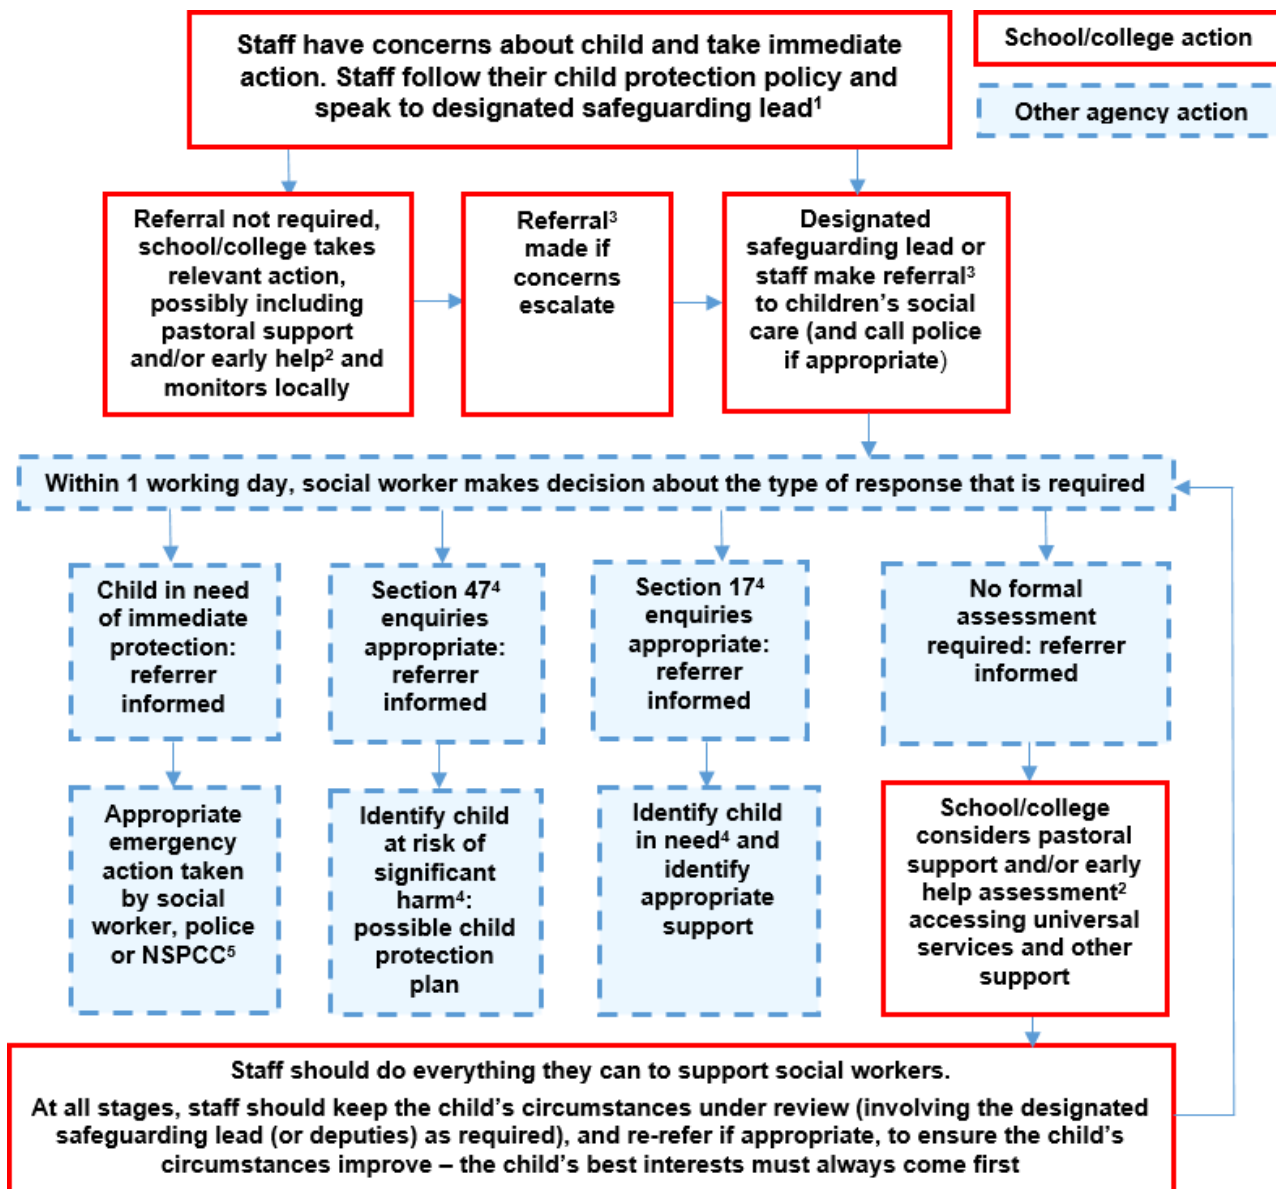 Staff have concerns about child and take immediate
action. Staff follow their child protection policy and
speak to designated safeguarding lead¹
School/college action
Other agency action
Referral not required,
school/college takes
relevant action,
possibly including
pastoral support
and/or early help² and
monitors locally
Referral³
made if
concerns
escalate
Designated
safeguarding lead or
staff make referral³
to children’s social
care (and call police
if appropriate)
Within 1 working day, social worker makes decision about the type of response that is required
Child in need
of immediate
protection:
referrer
informed
Section 47⁴
enquiries
appropriate:
referrer
informed
Section 17⁴
enquiries
appropriate:
referrer
informed
No formal
assessment
required: referrer
informed
Appropriate
emergency
action taken
by social
worker, police
or NSPCC⁵
Identify child
at risk of
significant
harm⁴:
possible child
protection
plan
Identify child
in need⁴ and
identify
appropriate
support
School/college
considers pastoral
support and/or early
help assessment²
accessing universal
services and other
support
Staff should do everything they can to support social workers.
At all stages, staff should keep the child’s circumstances under review (involving the designated
safeguarding lead (or deputies) as required), and re-refer if appropriate, to ensure the child’s
circumstances improve – the child’s best interests must always come first